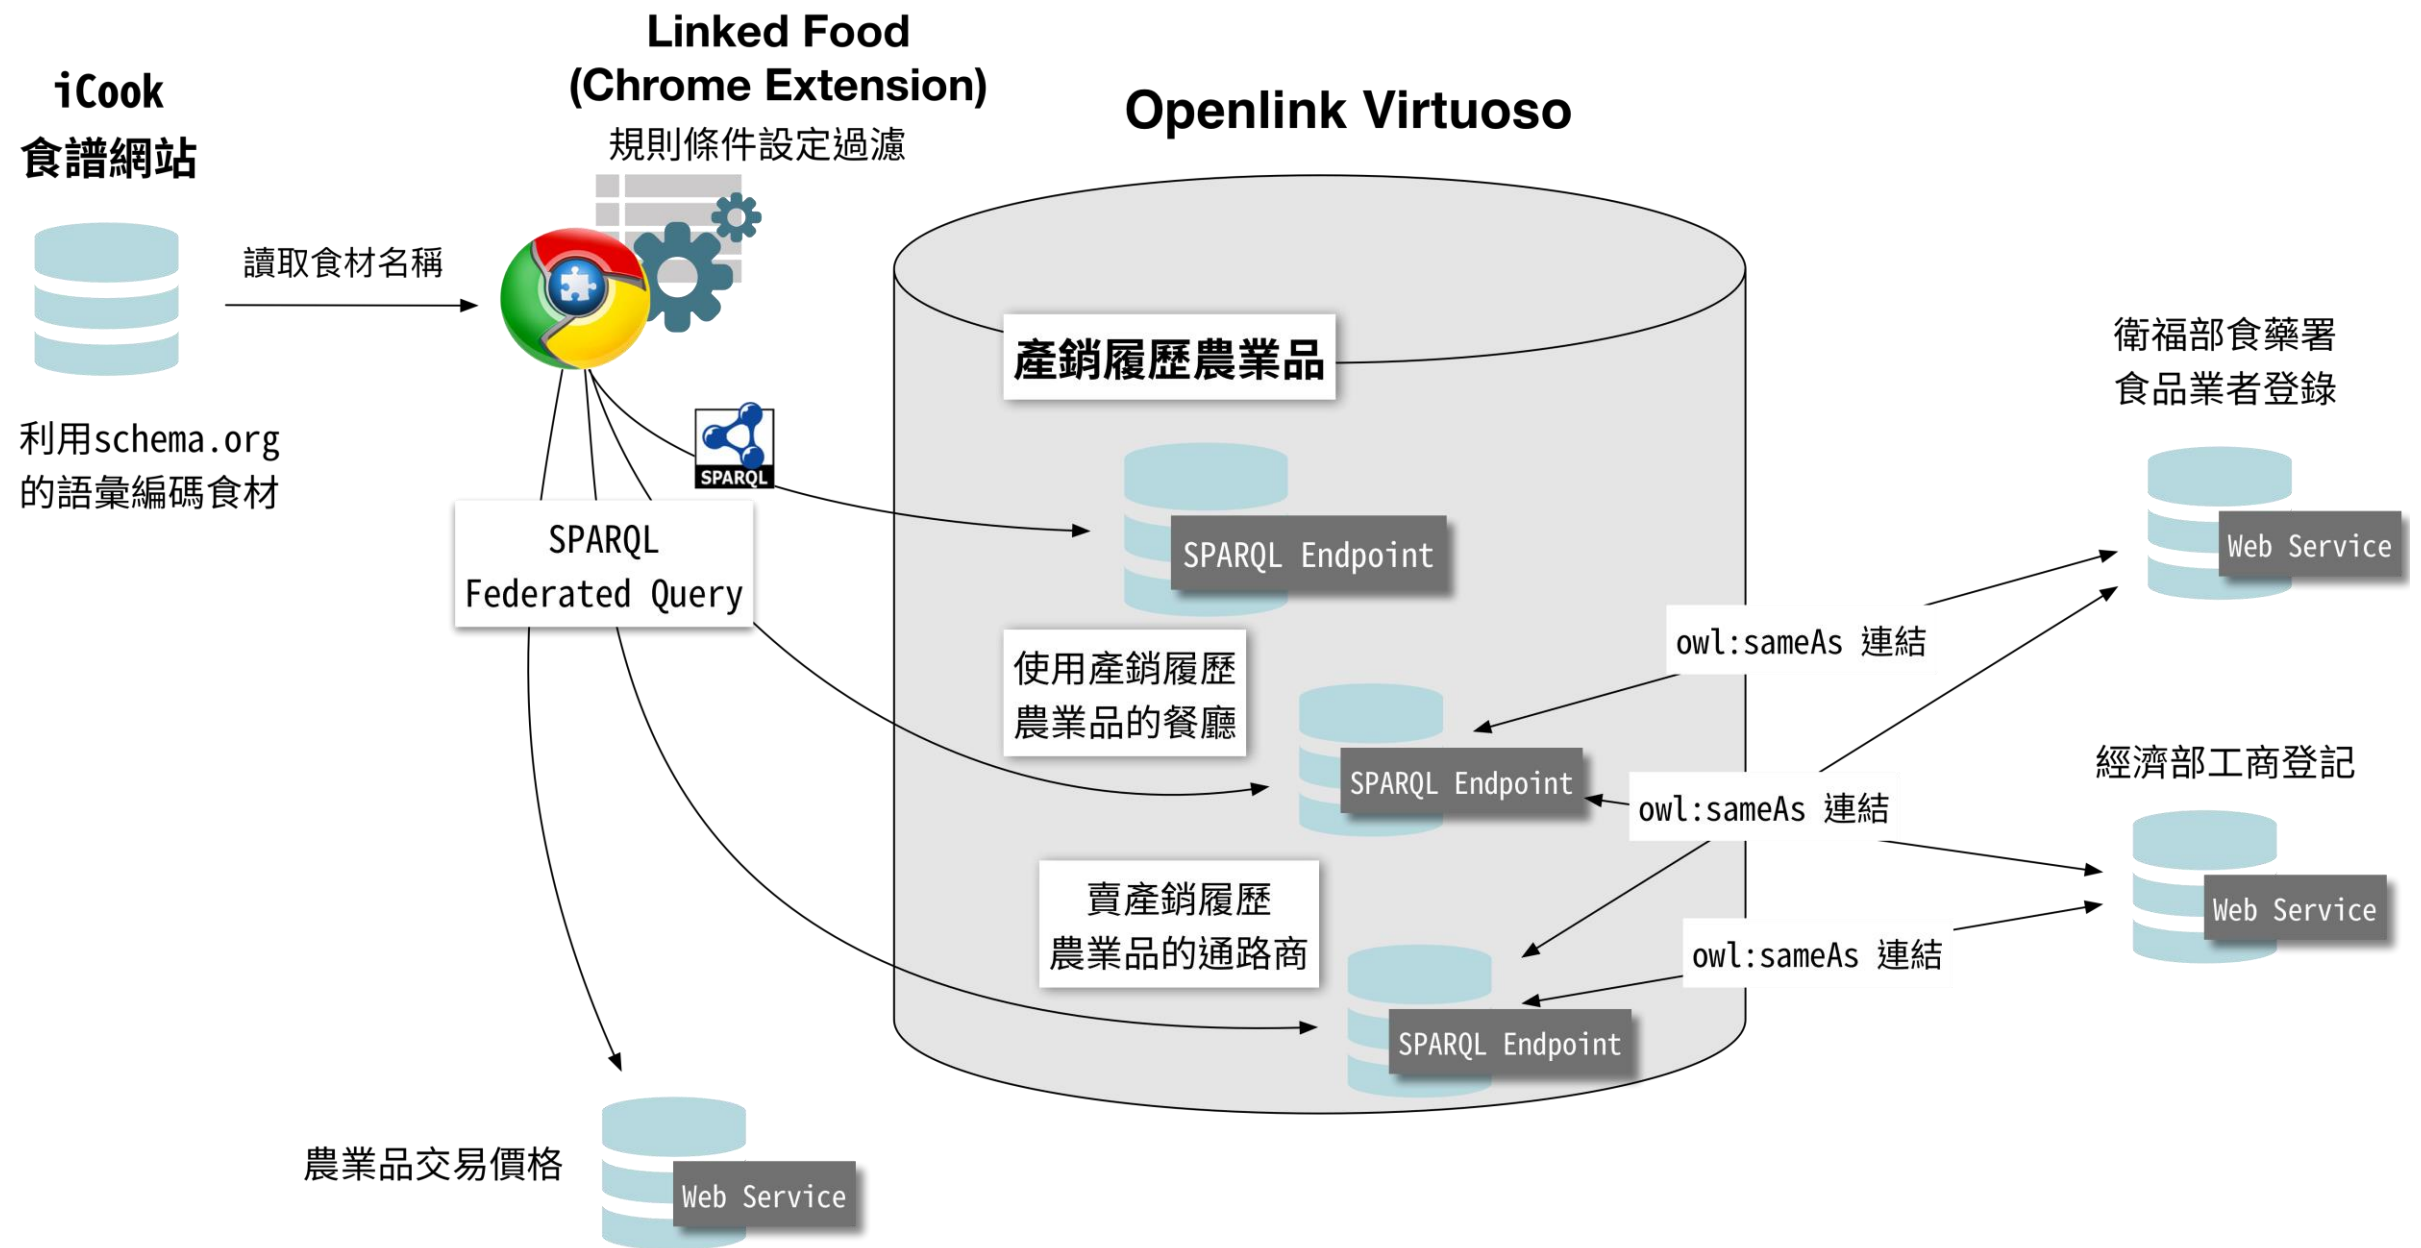 Linked Food
(Chrome Extension)
規則條件設定過濾
iCook
食譜網站
Openlink Virtuoso
讀取食材名稱
利用schema.org
的語彙編碼食材
產銷履歷農業品
SPARQL
SPARQL
Federated Query
SPARQL Endpoint
衛福部食藥署
食品業者登錄
Web Service
使用產銷履歷
農業品的餐廳
SPARQL Endpoint
owl:sameAs 連結
owl:sameAs 連結
經濟部工商登記
Web Service
賣產銷履歷
農業品的通路商
SPARQL Endpoint
owl:sameAs 連結
農業品交易價格
Web Service